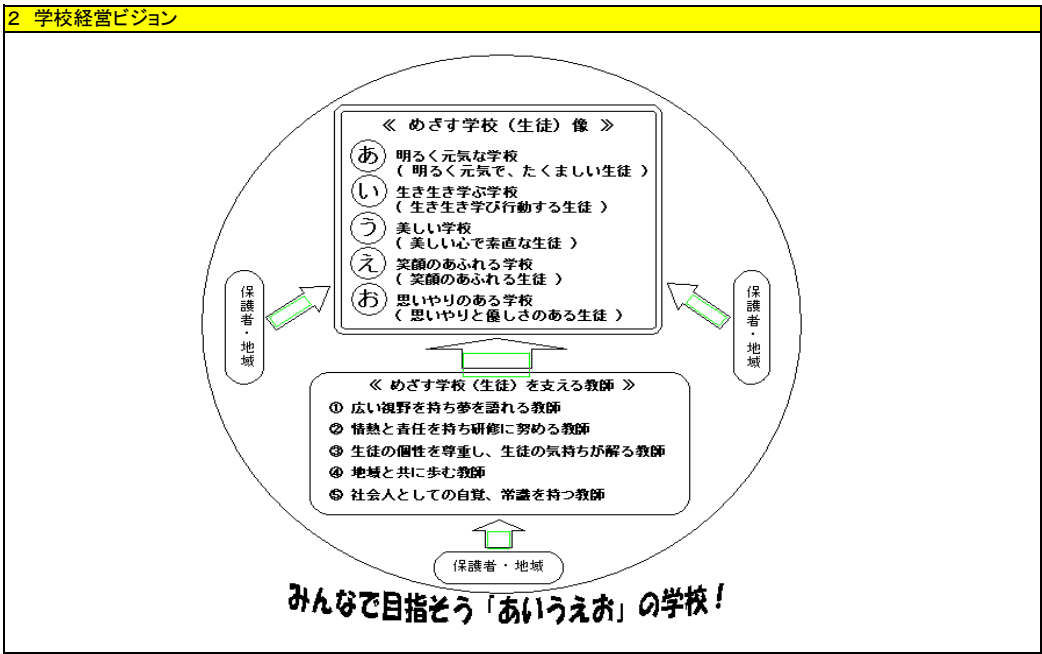 ２ 学校経営ビジョン
≪ めざす学校（生徒）像 ≫
あ 明るく元気な学校
（ 明るく元気で、たくましい生徒 ）
い 生き生き学ぶ学校
（ 生き生き学び行動する生徒 ）
う 美しい学校
（ 美しい心で素直な生徒 ）
え 笑顔のあふれる学校
（ 笑顔のあふれる生徒 ）
お 思いやりのある学校
（ 思いやりと優しさのある生徒 ）
保護者・地域
保護者・地域
≪ めざす学校（生徒）を支える教師 ≫
① 広い視野を持ち夢を語れる教師
② 情熱と責任を持ち研修に努める教師
③ 生徒の個性を尊重し、生徒の気持ちが解る教師
④ 地域と共に歩む教師
⑤ 社会人としての自覚、常識を持つ教師
保護者・地域
みんなで目指そう「あいうえお」の学校！